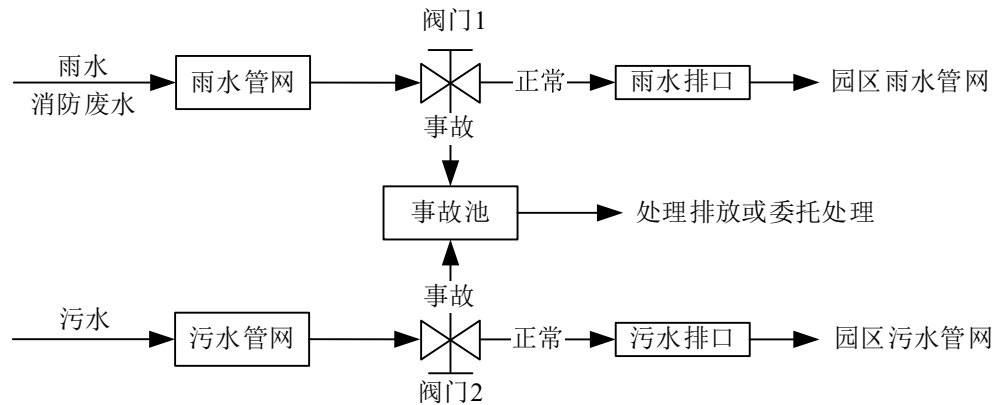 阀门1
雨水
消防废水
雨水管网
正常
雨水排口
园区雨水管网
事故
事故池
处理排放或委托处理
事故
污水
污水管网
正常
污水排口
园区污水管网
阀门2